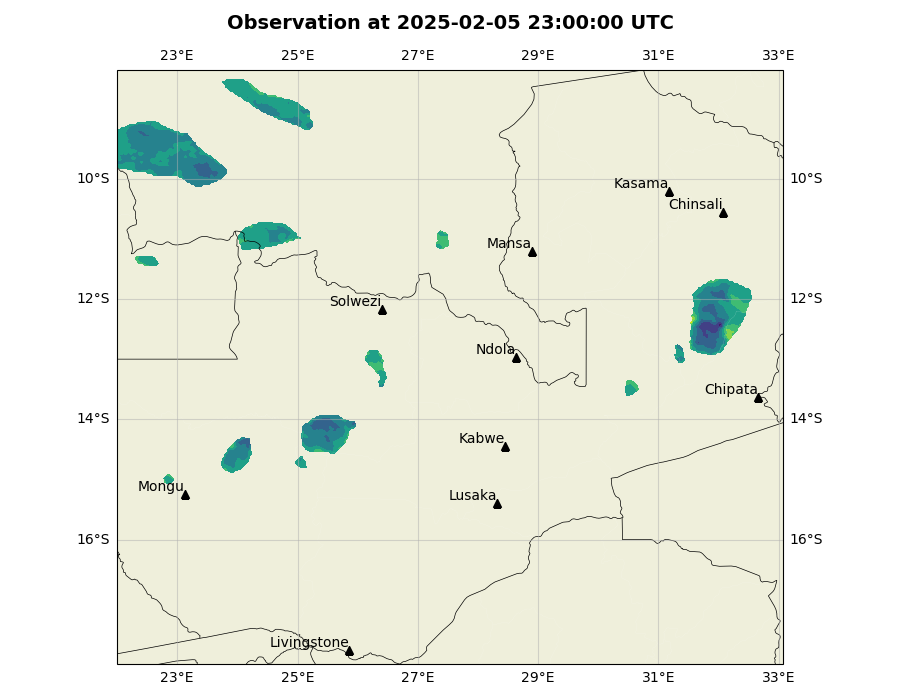 Observation at 2025-02-05 23:00:00 UTC
23°E 25°E 27°E 29°E 31°E 33°E
10°S 10°S
Kasama
Chinsali
Mansa
12°S 12°S
Solwezi
Ndola
Chipata
14°S 14°S
Kabwe
Mongu
Lusaka
16°S 16°S
Livingstone
23°E 25°E 27°E 29°E 31°E 33°E